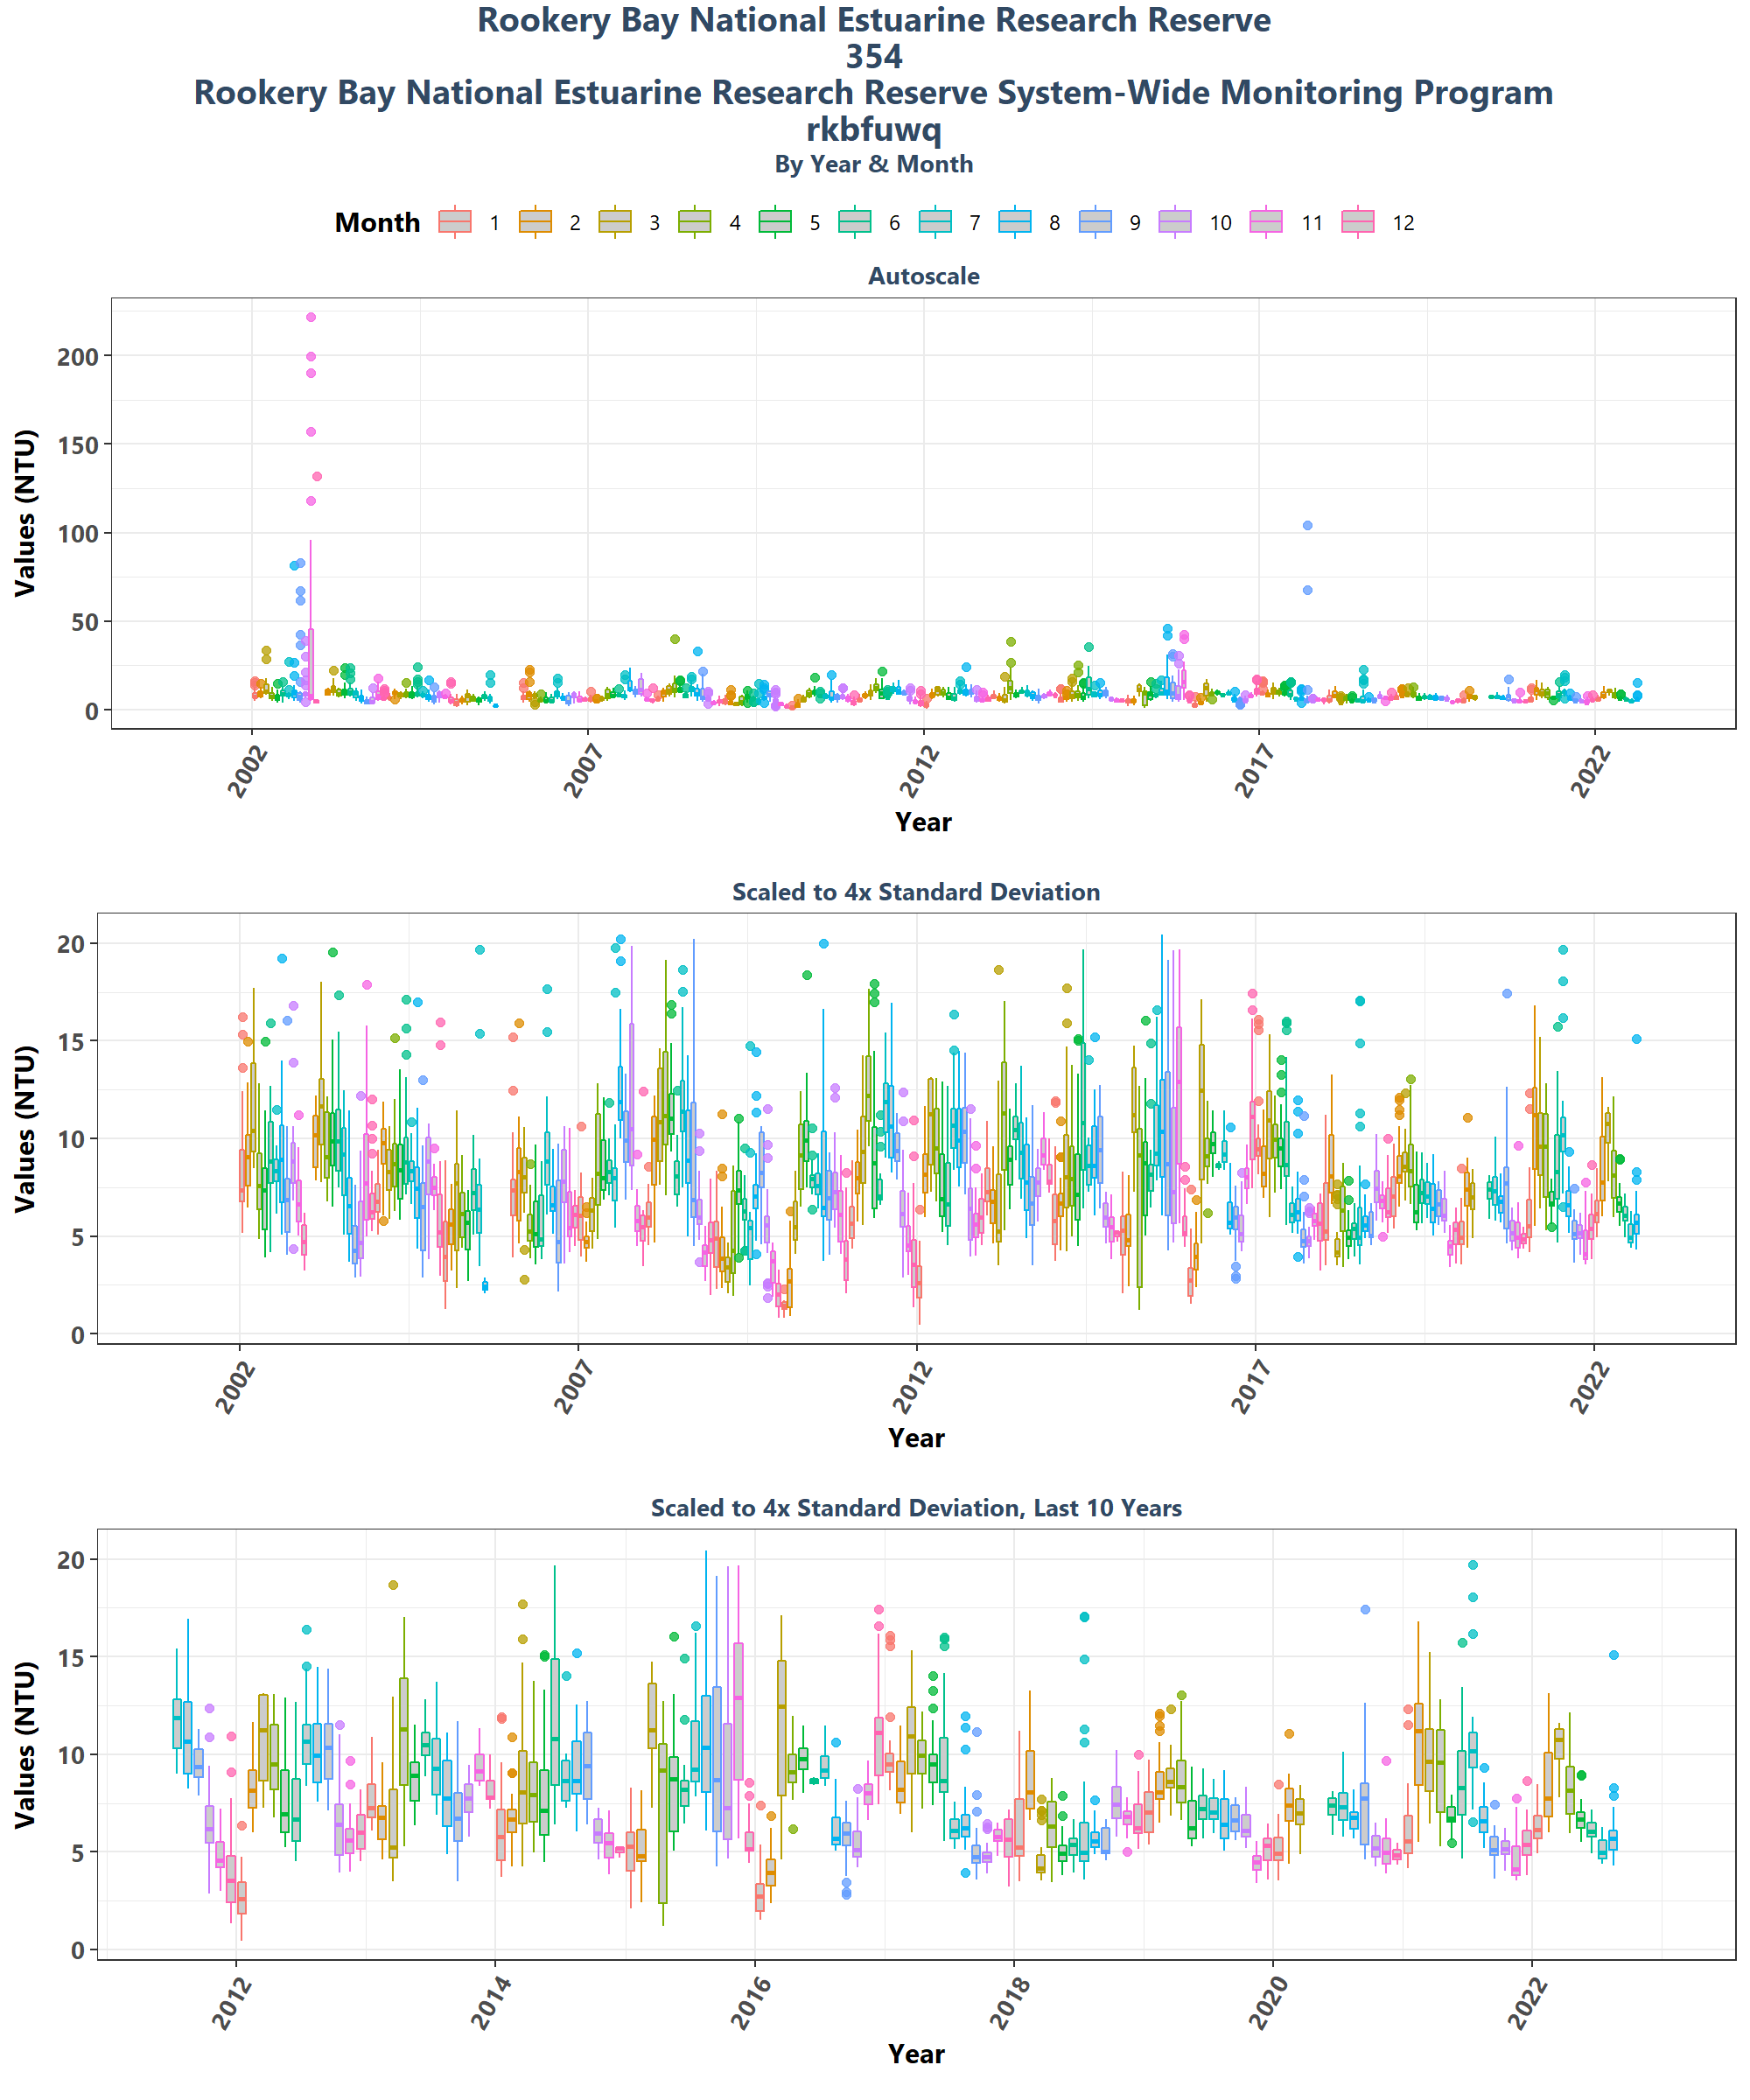 Rookery Bay National Estuarine Research Reserve
354
Rookery Bay National Estuarine Research Reserve System-Wide Monitoring Program
rkbfuwq
By Year & Month
Month 1 2 3 4 5 6 7 8 9 10 11 12
Autoscale
Values (NTU)
200
150
100
50
0
2002 2007 2012 2017 2022
Year
Scaled to 4x Standard Deviation
Values (NTU)
20
15
10
5
0
2002 2007 2012 2017 2022
Year
Scaled to 4x Standard Deviation, Last 10 Years
Values (NTU)
20
15
10
5
0
2012 2014 2016 2018 2020 2022
Year